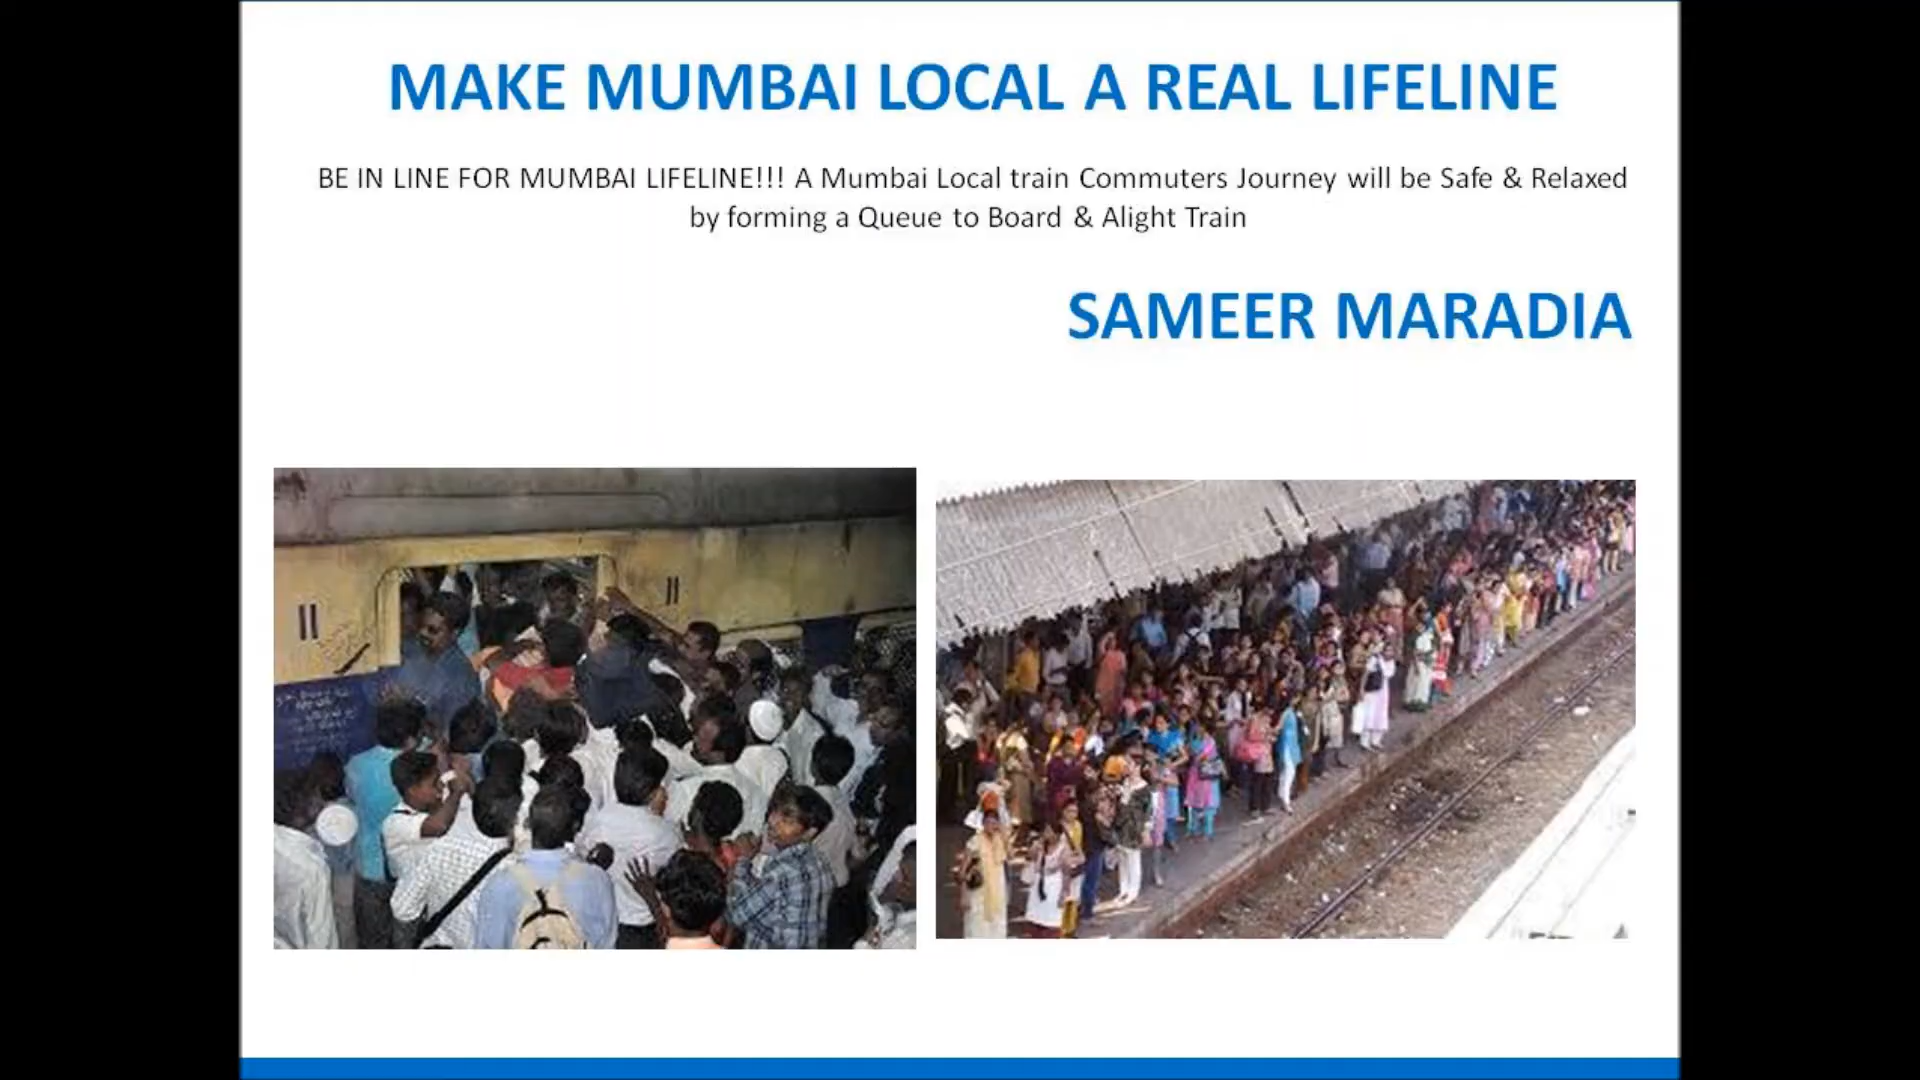 MAKE MUMBAI LOCAL A REAL LIFELINE
BE IN LINE FOR MUMBAI LIFELINE!!! A Mumbai Local train Commuters Journey will be Safe & Relaxed
by forming a Queue to Board & Alight Train
SAMEER MARADIA